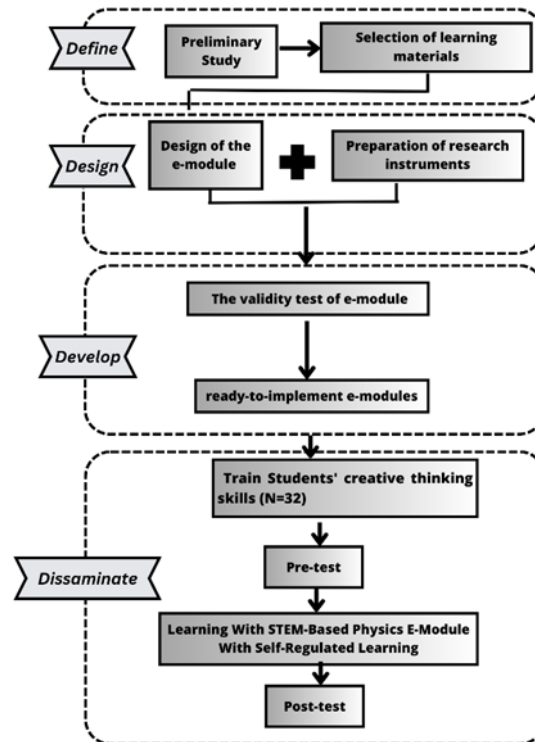 Define
Preliminary
Study
Selection of learning
materials
Design
Design of the
e-module
Preparation of research
instruments
Develop
The validity test of e-module
ready-to-implement e-modules
Dissaminate
Train Students' creative thinking
skills (N=32)
Pre-test
Learning With STEM-Based Physics E-Module
With Self-Regulated Learning
Post-test